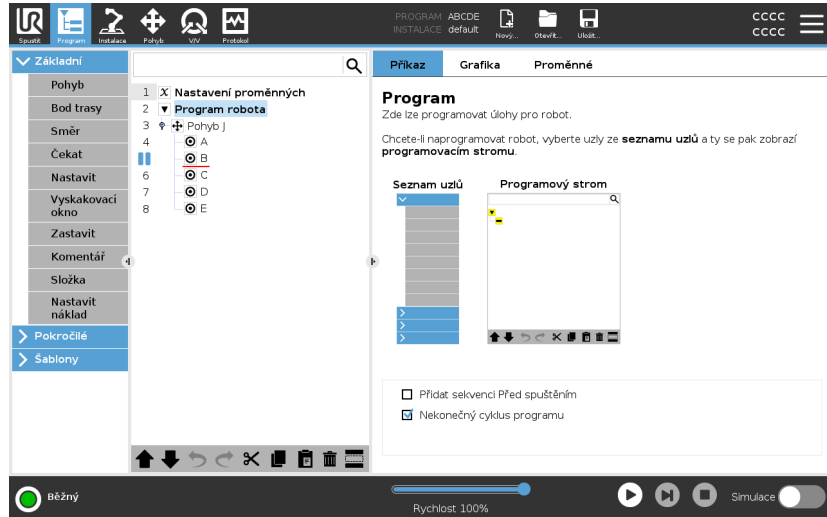 PROGRAM ABCDE
INSTALACE default
CCCC
CCCC
Spustit
Program
Instalace
Pohyb
V/V
Protokol
Nový...
Otevřít...
Uložit...
Základní
Pohyb
Bod trasy
Směr
Čekat
Nastavit
Vyskakovací
okno
Zastavit
Komentář
Složka
Nastavit
náklad
Pokročilé
Šablony
1 X Nastavení proměnných
2 Program robota
3 Pohyb J
4 A
B
6 C
7 D
8 E
Příkaz
Grafika
Proměnné
Program
Zde lze programovat úlohy pro robot.
Chcete-li naprogramovat robot, vyberte uzly ze seznamu uzlů a ty se pak zobrazí
programovacím stromu.
Seznam uzlů
Programový strom
Přidat sekvenci Před spuštěním
Nekonečný cyklus programu
Běžný
Rychlost 100%
Simulace